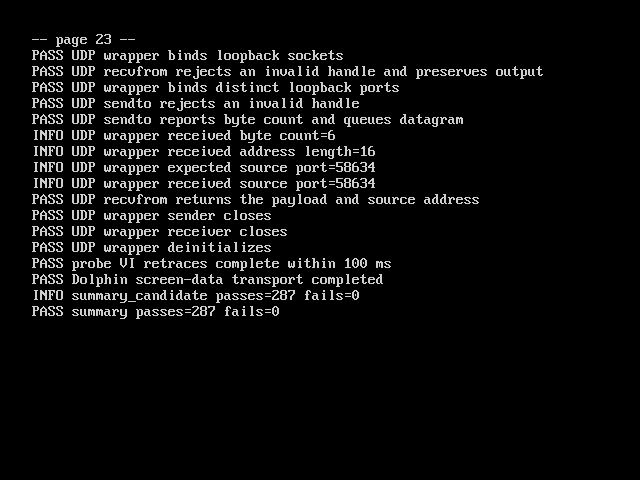 -- page 23 --
PASS UDP wrapper binds loopback sockets
PASS UDP recvfrom rejects an invalid handle and preserves output
PASS UDP wrapper binds distinct loopback ports
PASS UDP sendto rejects an invalid handle
PASS UDP sendto reports byte count and queues datagram
INFO UDP wrapper received byte count=6
INFO UDP wrapper received address length=16
INFO UDP wrapper expected source port=58634
INFO UDP wrapper received source port=58634
PASS UDP recvfrom returns the payload and source address
PASS UDP wrapper sender closes
PASS UDP wrapper receiver closes
PASS UDP wrapper deinitializes
PASS probe VI retraces complete within 100 ms
PASS Dolphin screen-data transport completed
INFO summary_candidate passes=287 fails=0
PASS summary passes=287 fails=0